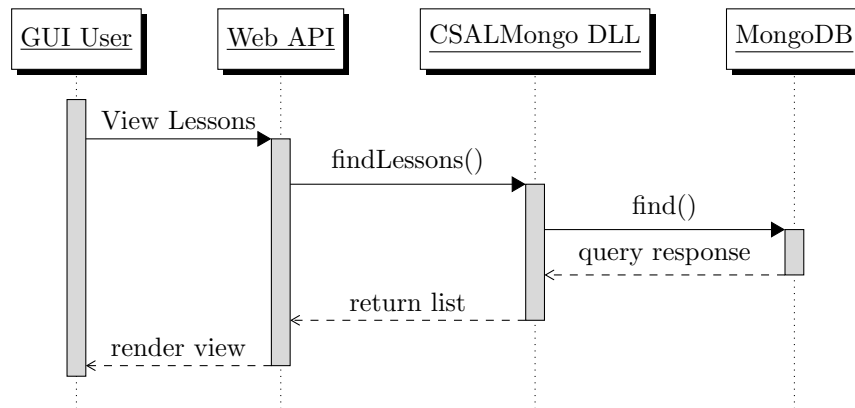 GUI User
Web API
CSALMongo DLL
MongoDB
View Lessons
findLessons()
find()
query response
return list
render view